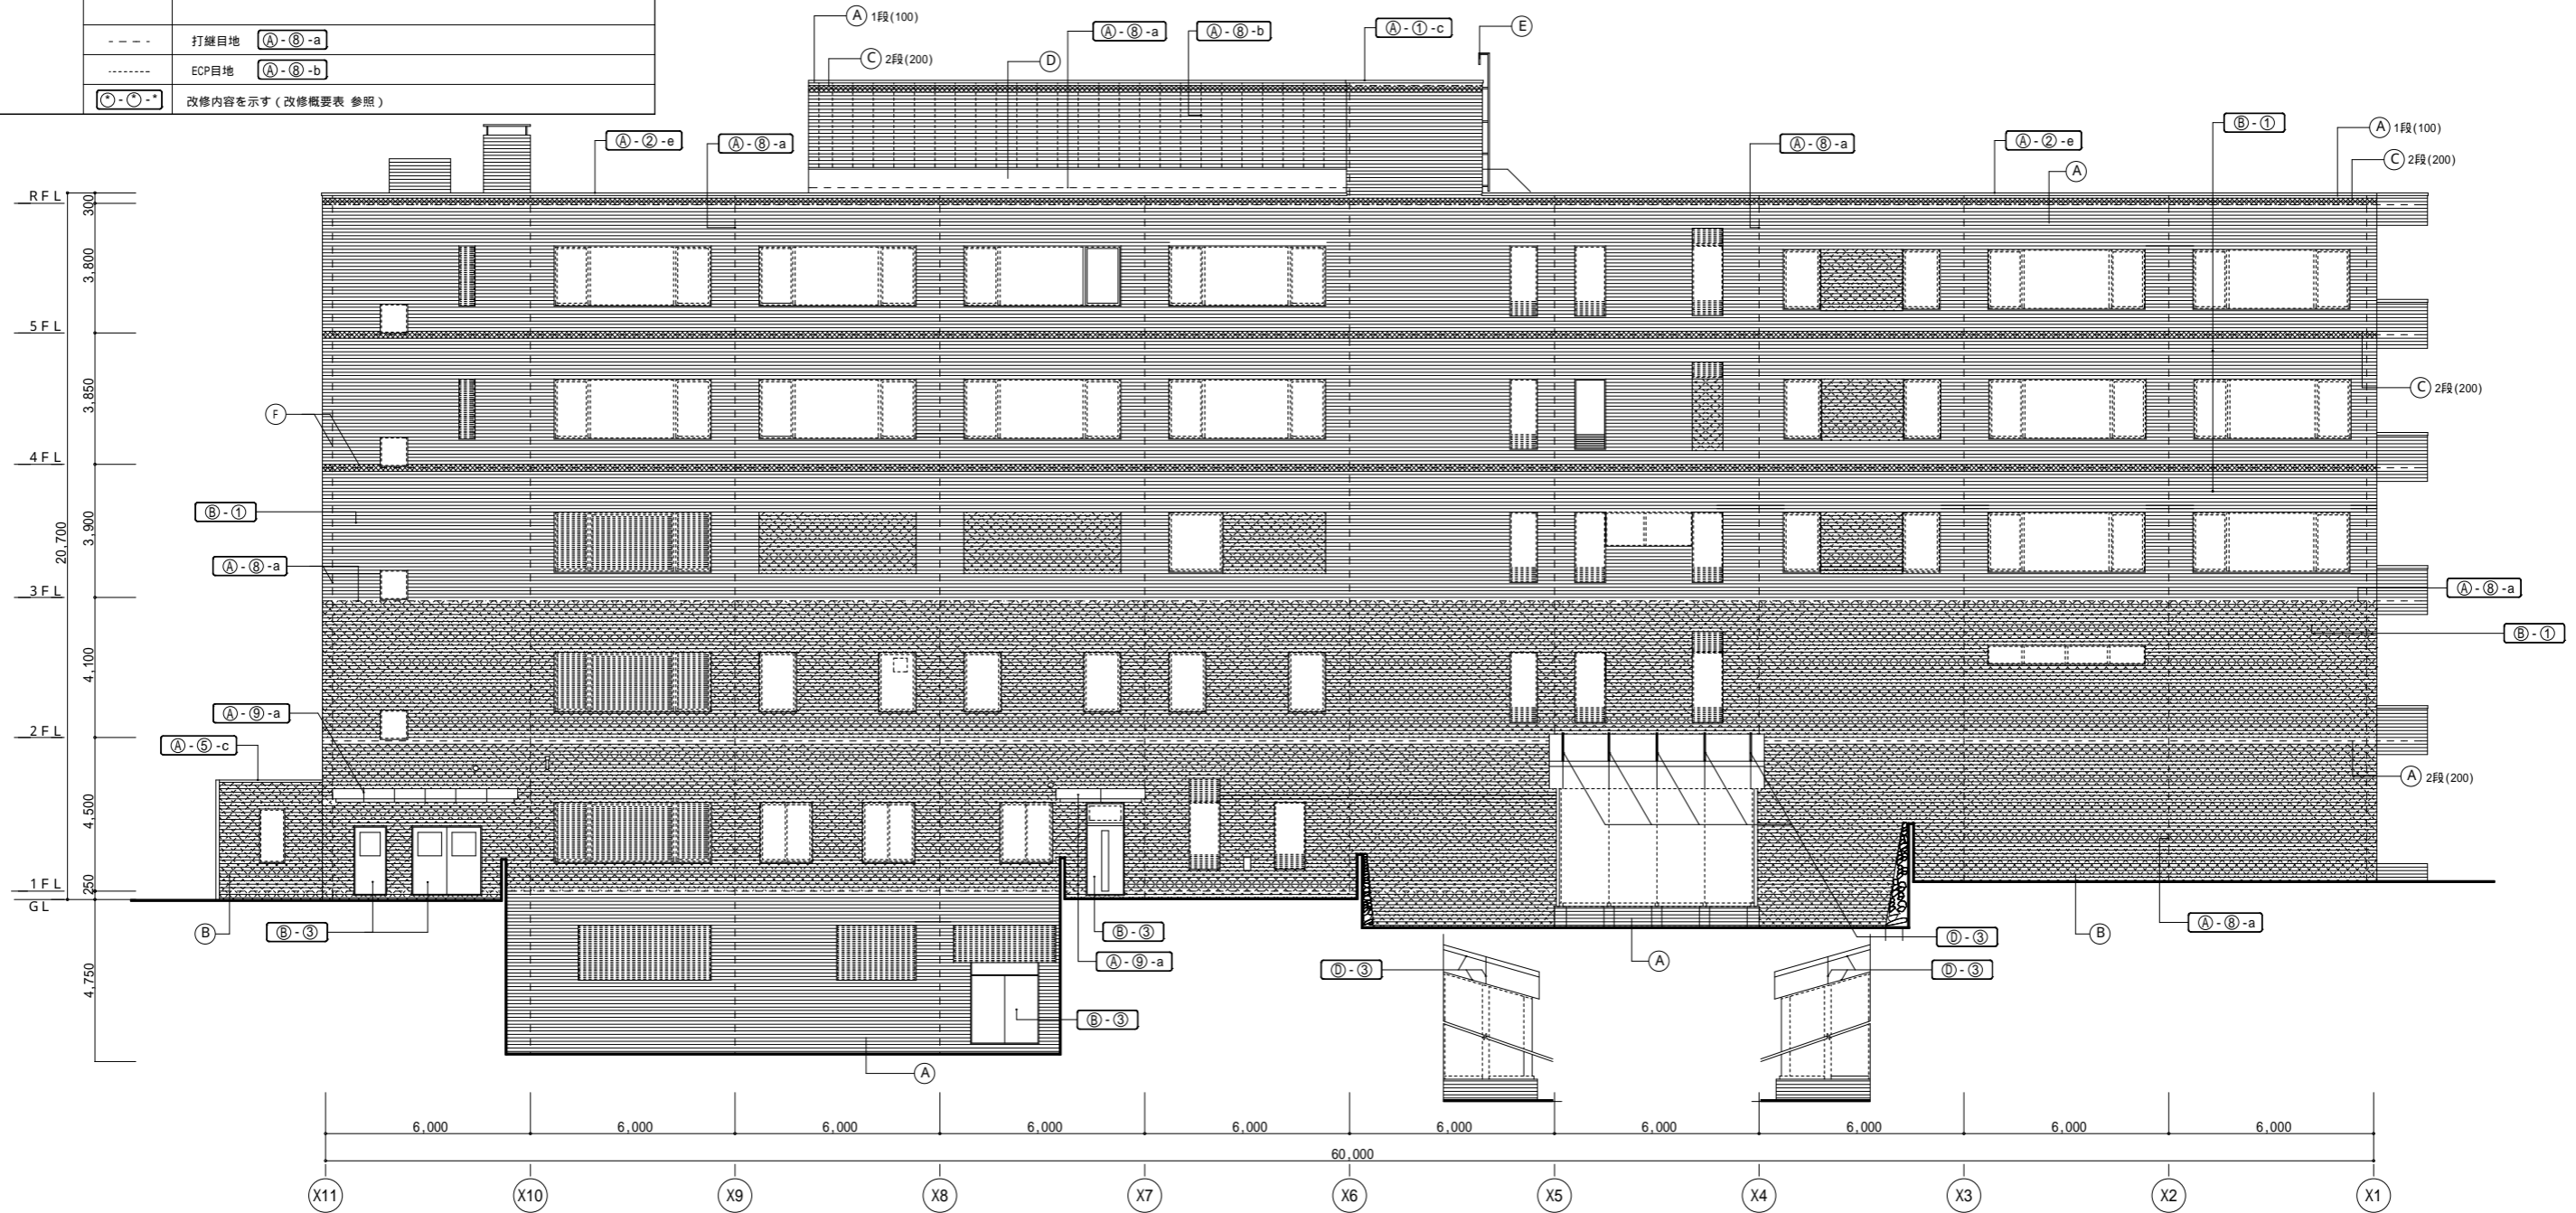 打継目地 Ⓐ-⑧-a
ECP目地 Ⓐ-⑧-b
(*)-(*)-* 改修内容を示す(改修概要表 参照)
A 1段(100)
C 2段(200)
D
Ⓐ-⑧-a
Ⓐ-⑧-b
Ⓐ-①-c
E
Ⓐ-②-e
Ⓐ-⑧-a
Ⓐ-⑧-a
Ⓐ-②-e
A
Ⓑ-①
A 1段(100)
C 2段(200)
RFL
300
3,800
5FL
3,850
C 2段(200)
F
4FL
Ⓑ-①
3,900
20,700
Ⓐ-⑧-a
3FL
Ⓐ-⑧-a
Ⓑ-①
4,100
Ⓐ-⑨-a
2FL
Ⓐ-⑤-c
A 2段(200)
4,500
1FL
250
GL
B
Ⓑ-③
Ⓑ-③
Ⓐ-⑨-a
Ⓑ-③
4,750
A
Ⓓ-③
A
Ⓓ-③
Ⓓ-③
B
Ⓐ-⑧-a
6,000 6,000 6,000 6,000 6,000 6,000 6,000 6,000 6,000 6,000
60,000
X11 X10 X9 X8 X7 X6 X5 X4 X3 X2 X1